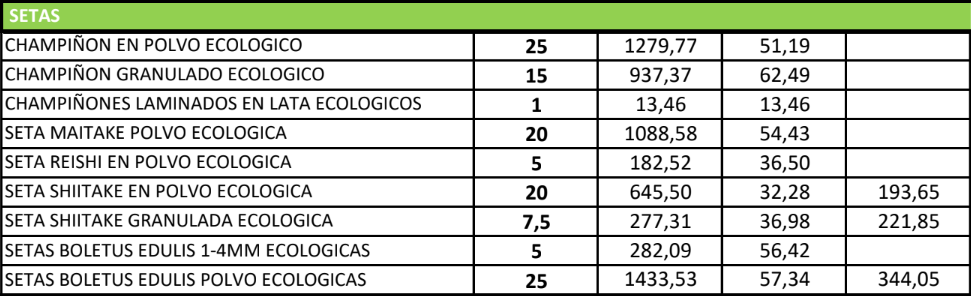 SETAS
CHAMPIÑON EN POLVO ECOLOGICO 25 1279,77 51,19
CHAMPIÑON GRANULADO ECOLOGICO 15 937,37 62,49
CHAMPIÑONES LAMINADOS EN LATA ECOLOGICOS 1 13,46 13,46
SETA MAITAKE POLVO ECOLOGICA 20 1088,58 54,43
SETA REISHI EN POLVO ECOLOGICA 5 182,52 36,50
SETA SHIITAKE EN POLVO ECOLOGICA 20 645,50 32,28 193,65
SETA SHIITAKE GRANULADA ECOLOGICA 7,5 277,31 36,98 221,85
SETAS BOLETUS EDULIS 1-4MM ECOLOGICAS 5 282,09 56,42
SETAS BOLETUS EDULIS POLVO ECOLOGICAS 25 1433,53 57,34 344,05